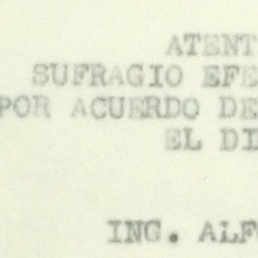 ATENT
SUFRAGIO EFE
POR ACUERDO DE
EL DI
ING. ALF